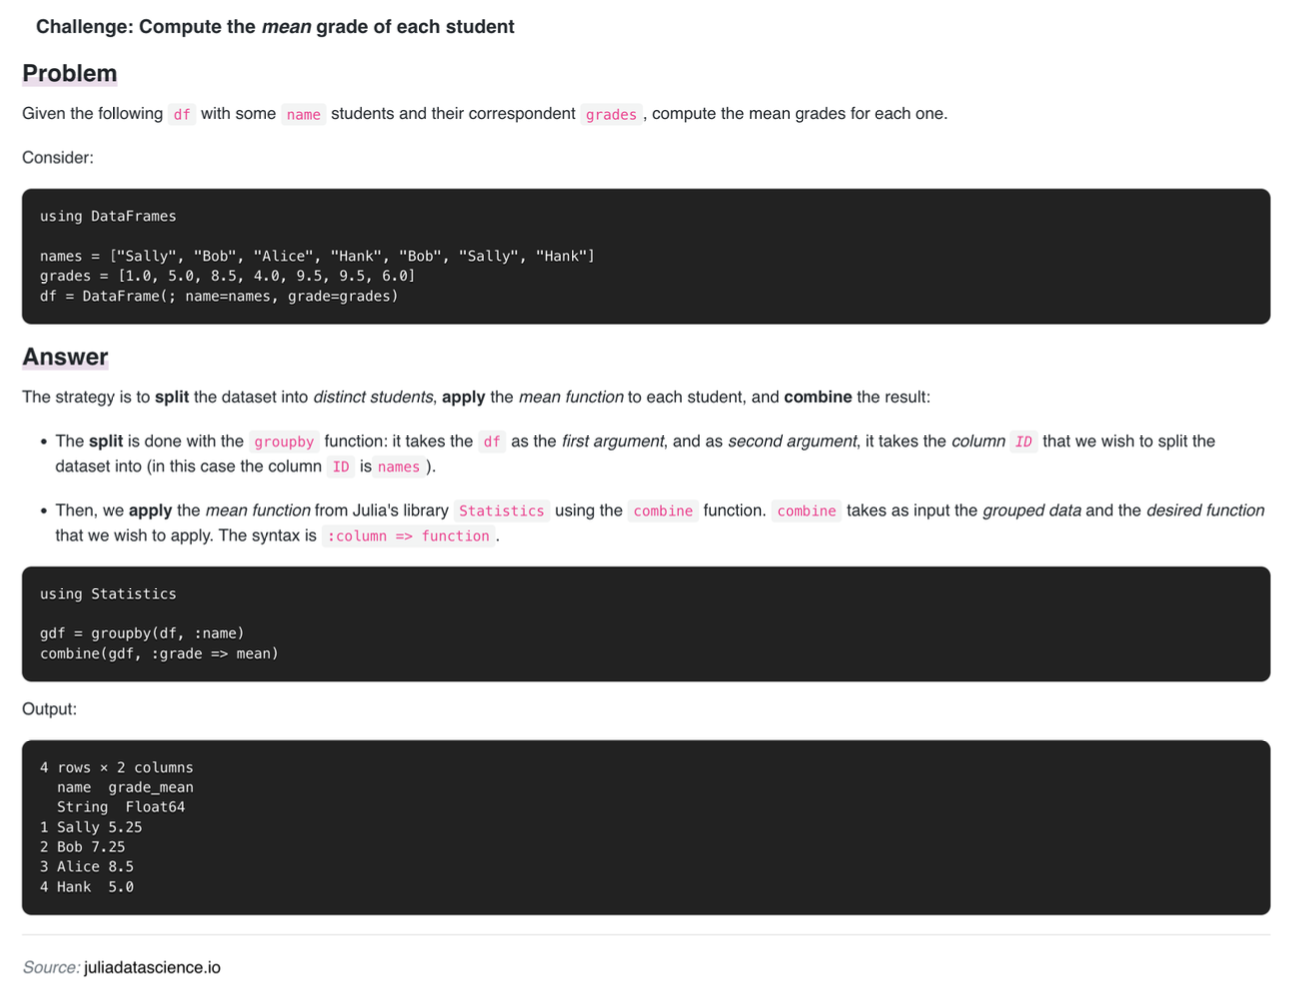 Challenge: Compute the mean grade of each student
Problem
Given the following df with some name students and their correspondent grades , compute the mean grades for each one.
Consider:
using DataFrames
names = ["Sally", "Bob", "Alice", "Hank", "Bob", "Sally", "Hank"]
grades = [1.0, 5.0, 8.5, 4.0, 9.5, 9.5, 6.0]
df = DataFrame(; name=names, grade=grades)
Answer
The strategy is to split the dataset into distinct students, apply the mean function to each student, and combine the result:
• The split is done with the groupby function: it takes the df as the first argument, and as second argument, it takes the column ID that we wish to split the
dataset into (in this case the column ID is names ).
• Then, we apply the mean function from Julia's library Statistics using the combine function. combine takes as input the grouped data and the desired function
that we wish to apply. The syntax is :column => function .
using Statistics
gdf = groupby(df, :name)
combine(gdf, :grade => mean)
Output:
4 rows × 2 columns
name grade_mean
String Float64
1 Sally 5.25
2 Bob 7.25
3 Alice 8.5
4 Hank 5.0
Source: juliadatascience.io